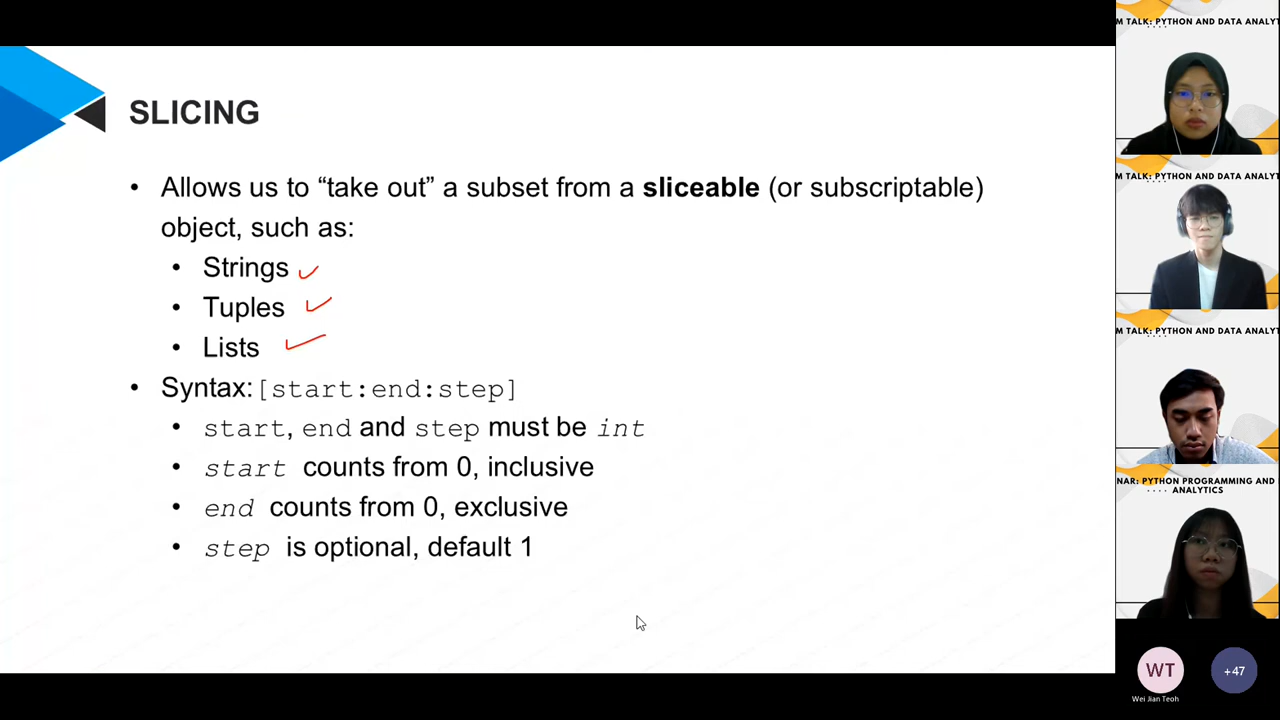 SLICING
• Allows us to “take out” a subset from a sliceable (or subscriptable)
object, such as:
• Strings
• Tuples
• Lists
• Syntax:[start:end:step]
• start, end and step must be int
• start counts from 0, inclusive
• end counts from 0, exclusive
• step is optional, default 1
M TALK: PYTHON AND DATA ANALYT
M TALK: PYTHON AND DATA ANALYT
M TALK: PYTHON AND DATA ANALYT
NAR: PYTHON PROGRAMMING AND
ANALYTICS
WT
+47
Wei Jian Teoh